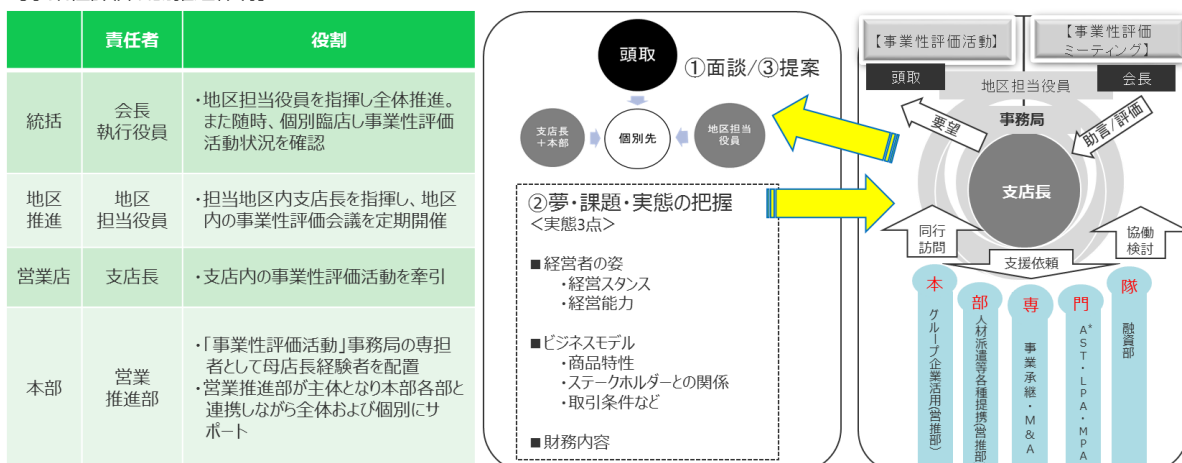 責任者
役割
統括
会長
執行役員
・地区担当役員を指揮し全体推進。
また随時、個別臨店し事業性評価
活動状況を確認
地区
推進
地区
担当役員
・担当地区内支店長を指揮し、地区
内の事業性評価会議を定期開催
営業店
支店長
・支店内の事業性評価活動を牽引
本部
営業
推進部
・「事業性評価活動」事務局の専担
者として母店長経験者を配置
・営業推進部が主体となり本部各部と
連携しながら全体および個別にサ
ポート
頭取
①面談/③提案
支店長
+本部
個別先
地区担当
役員
②夢・課題・実態の把握
<実態3点>
■経営者の姿
・経営スタンス
・経営能力
■ビジネスモデル
・商品特性
・ステークホルダーとの関係
・取引条件など
■財務内容
【事業性評価活動】
【事業性評価
ミーティング】
頭取
地区担当役員
会長
要望
事務局
助言/評価
支店長
同行
訪問
支援依頼
協働
検討
本
グループ企業活用(営推部)
部
人材派遣等各種提携(営推部
専
事業承継・M&A
門
AST・LPA・MPA
*
隊
融資部